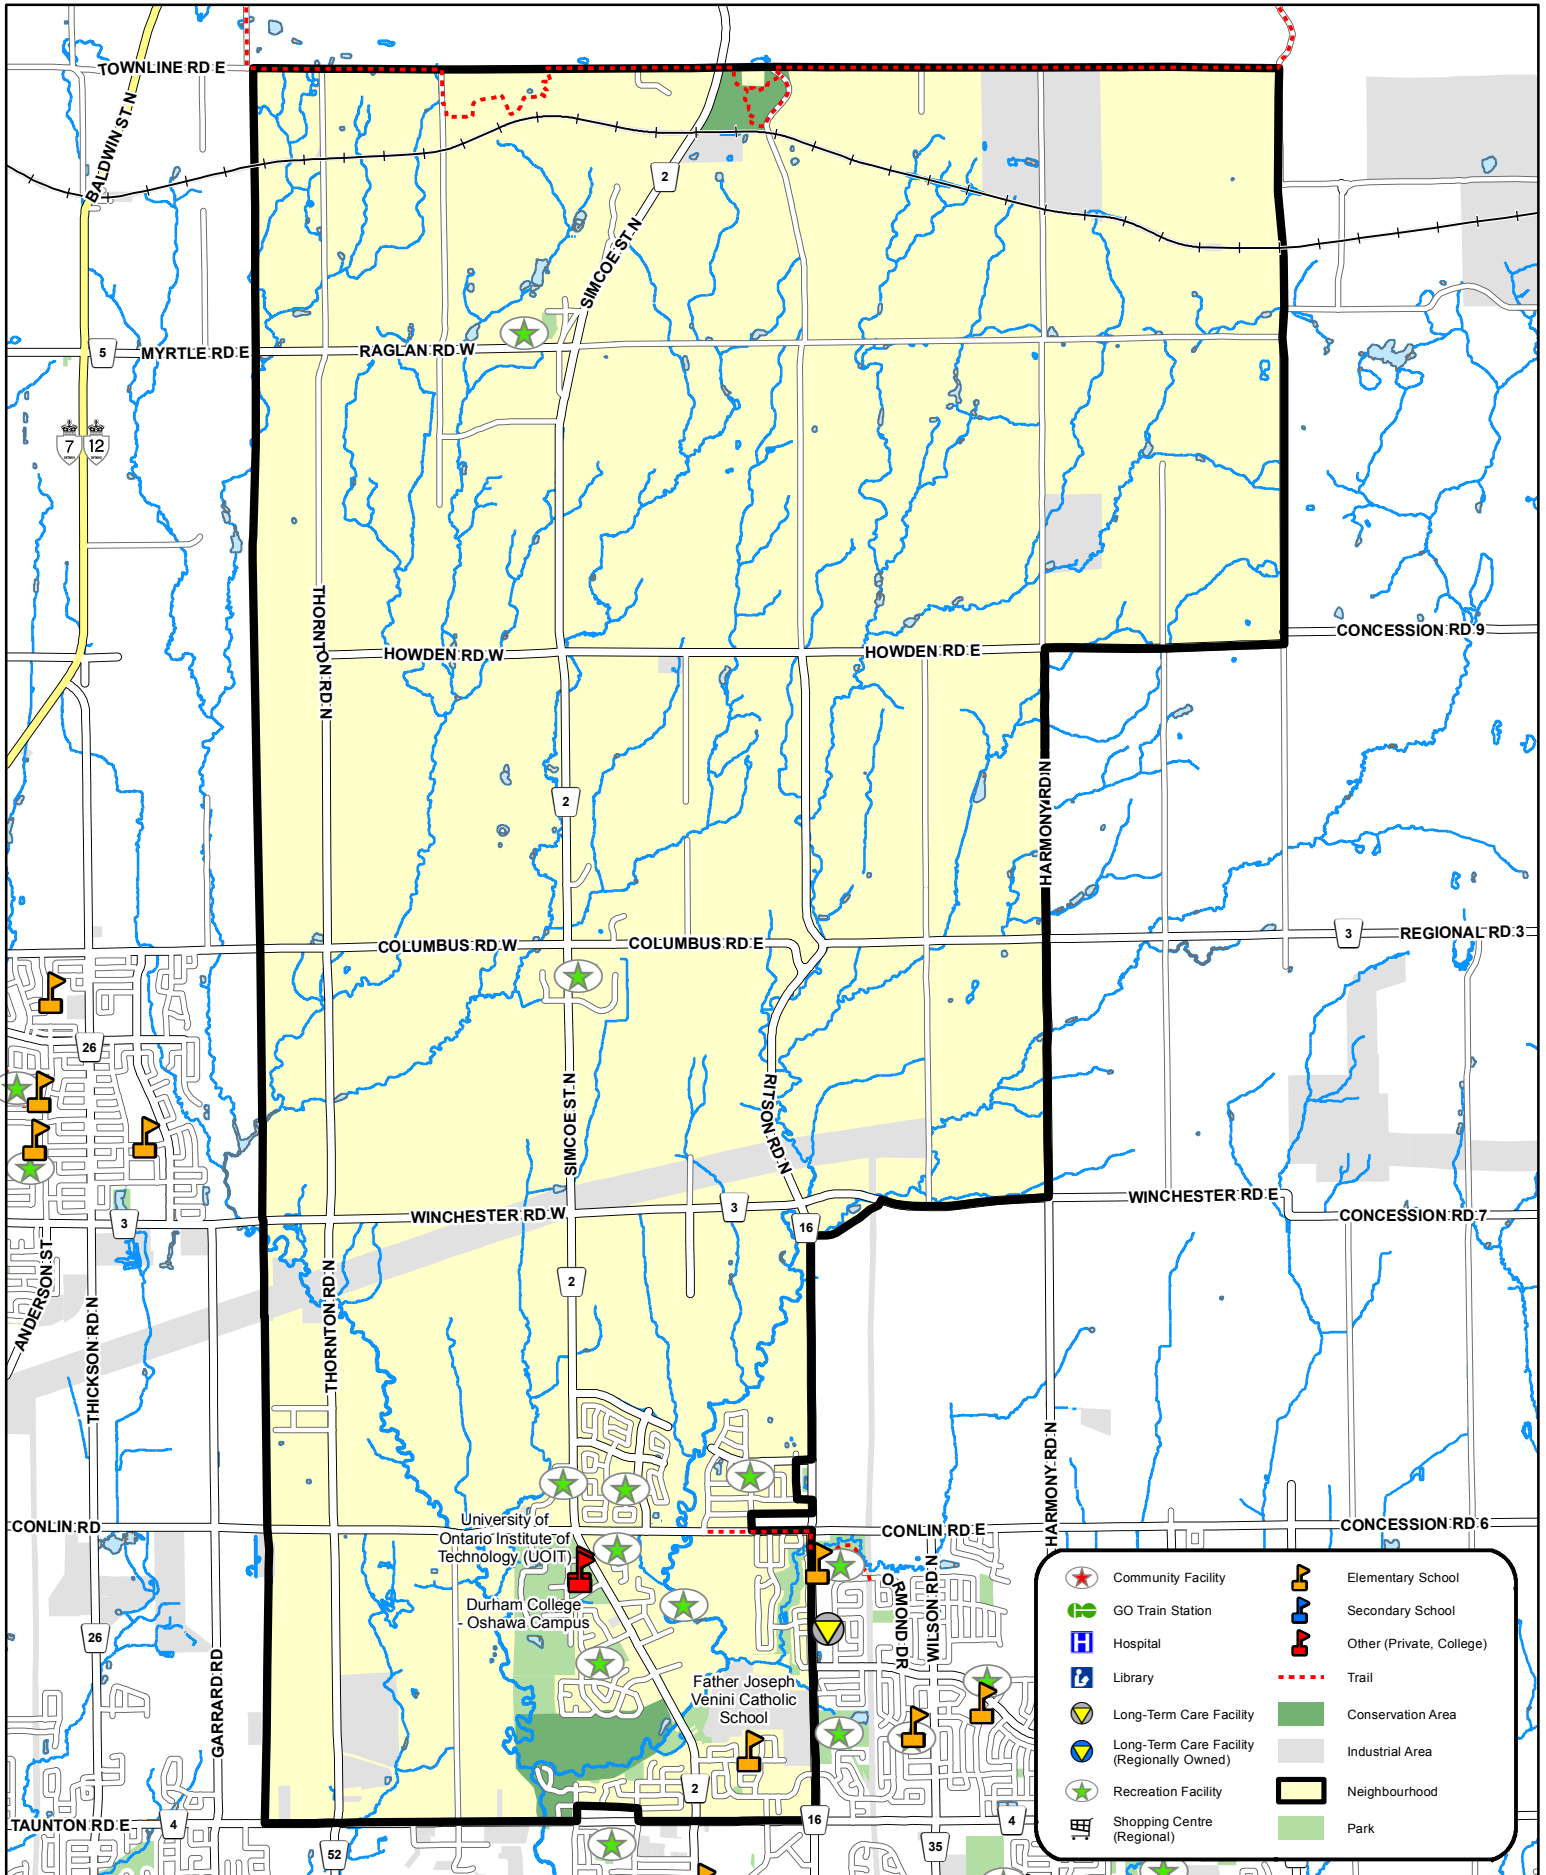 TOWNLINE RD E
BALDWIN ST N
2
SIMCOE ST N
5
MYRTLE RD E
RAGLAN RD W
7
12
ONTARIO
ONTARIO
THORNTON RD N
HOWDEN RD W
HOWDEN RD E
CONCESSION RD 9
2
HARMONY RD N
COLUMBUS RD W
COLUMBUS RD E
3
REGIONAL RD 3
26
SIMCOE ST N
RITSON RD N
3
WINCHESTER RD W
3
16
WINCHESTER RD E
CONCESSION RD 7
ANDERSON ST
THICKSON RD N
THORNTON RD N
2
HARMONY RD N
CONLIN RD
University of
Ontario Institute of
Technology (UOIT)
Durham College
- Oshawa Campus
CONLIN RD E
CONCESSION RD 6
ORMOND DR
WILSON RD N
26
GARRARD RD
Father Joseph
Venini Catholic
School
2
TAUNTON RD E
4
52
16
35
4
Community Facility
GO Train Station
H
Hospital
Library
Long-Term Care Facility
Long-Term Care Facility
(Regionally Owned)
Recreation Facility
Shopping Centre
(Regional)
Elementary School
Secondary School
Other (Private, College)
Trail
Conservation Area
Industrial Area
Neighbourhood
Park